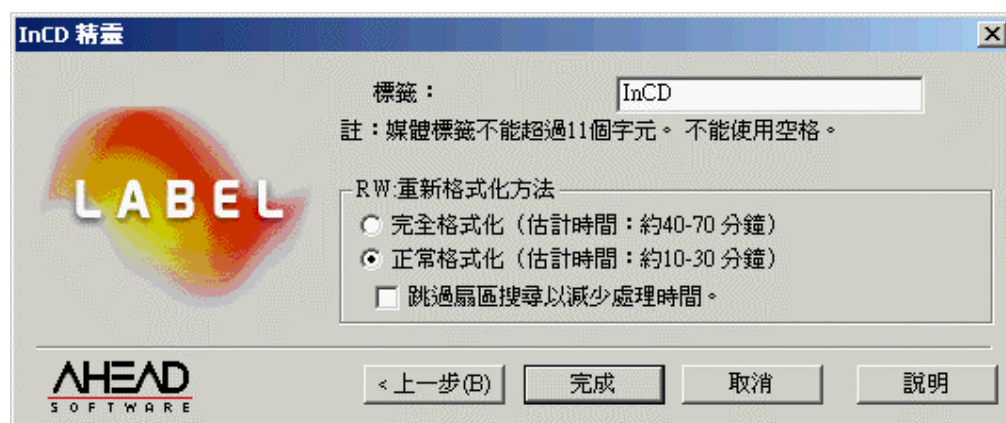 InCD 精靈
標籤： InCD
註：媒體標籤不能超過11個字元。 不能使用空格。
LABEL
RW:重新格式化方法
完全格式化（估計時間：約40-70 分鐘）
正常格式化（估計時間：約10-30 分鐘）
跳過扇區搜尋以減少處理時間。
AHEAD
SOFTWARE
<上一步(B) 完成 取消 說明